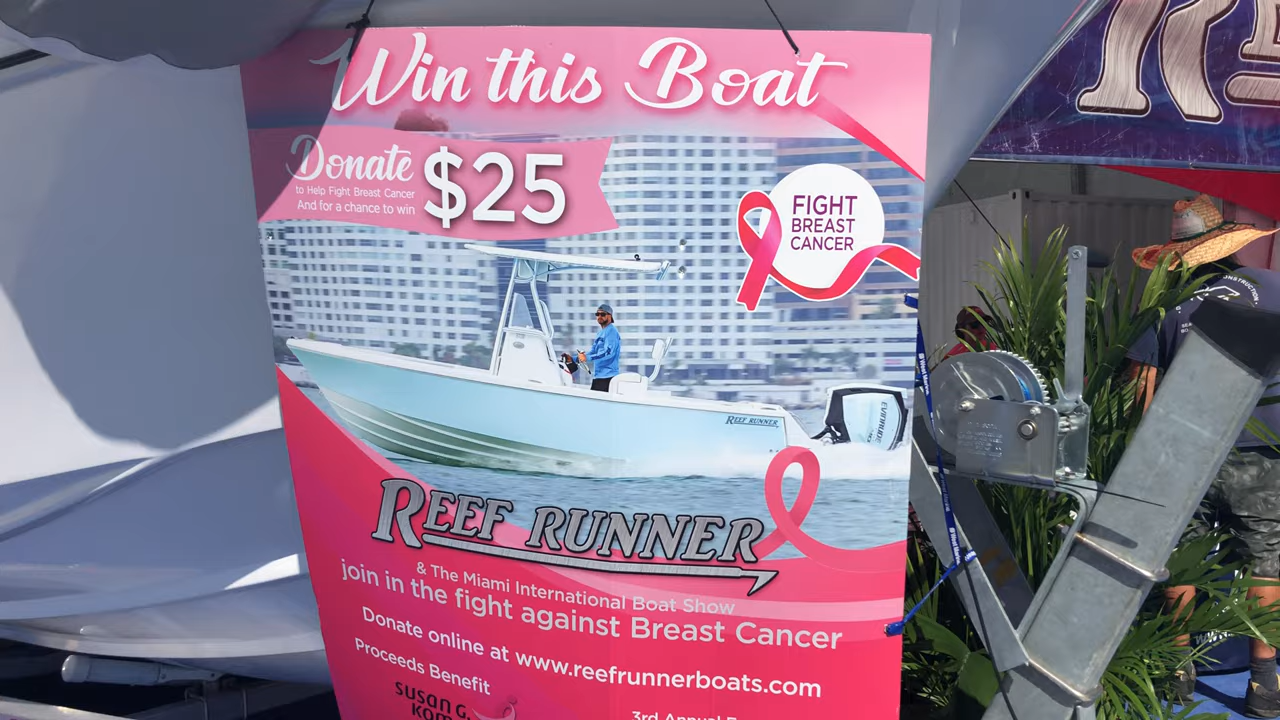 Win this Boat
Donate
to Help Fight Breast Cancer
And for a chance to win
$25
FIGHT
BREAST
CANCER
REEF RUNNER
EVINRUDE
REEF RUNNER
& The Miami International Boat Show
join in the fight against Breast Cancer
Donate online at www.reefrunnerboats.com
Proceeds Benefit
susan G.
3rd Annual